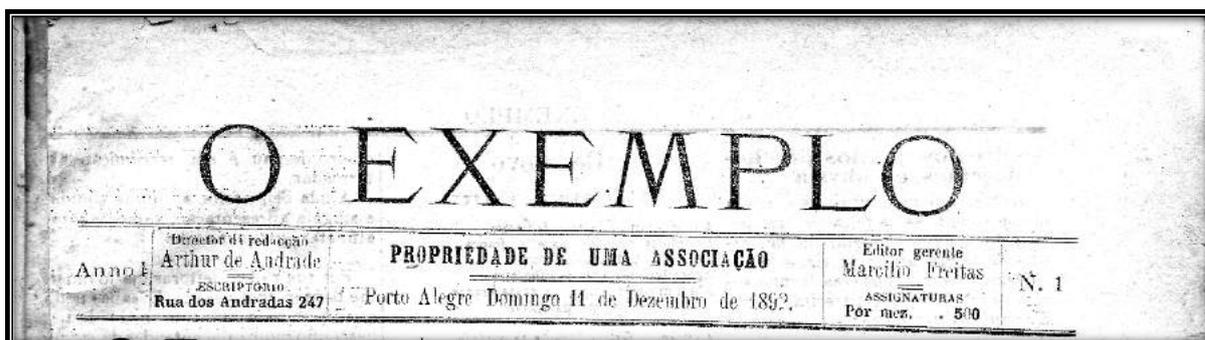 O EXEMPLO
Anno I
Director da redacção
Arthur de Andrade
ESCRIPTORIO
Rua dos Andradas 247
PROPRIEDADE DE UMA ASSOCIAÇÃO
Porto Alegre Domingo 11 de Dezembro de 1892.
Editor gerente
Marcilio Freitas
ASSIGNATURAS
Por mez. . 500
N. 1